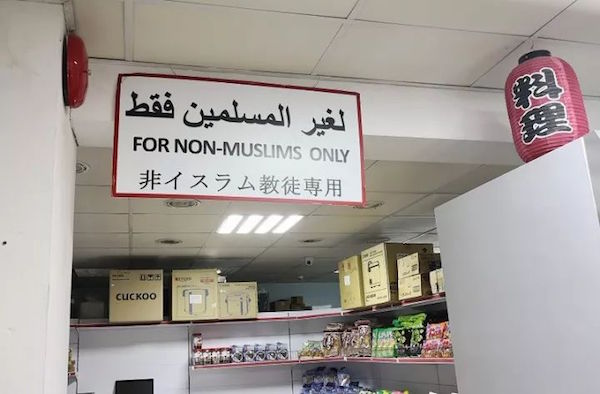 لغير المسلمين فقط
FOR NON-MUSLIMS ONLY
非イスラム教徒専用
料理
CUCKOO